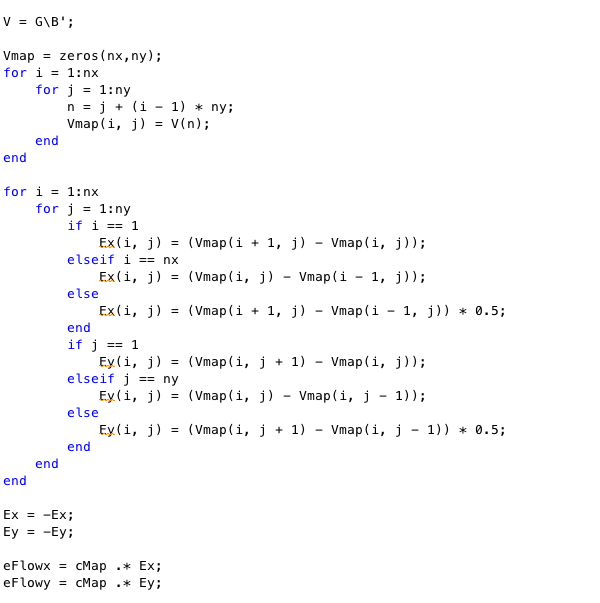 V = G\B';

Vmap = zeros(nx,ny);
for i = 1:nx
    for j = 1:ny
        n = j + (i - 1) * ny;
        Vmap(i, j) = V(n);
    end
end

for i = 1:nx
    for j = 1:ny
        if i == 1
            Ex(i, j) = (Vmap(i + 1, j) - Vmap(i, j));
        elseif i == nx
            Ex(i, j) = (Vmap(i, j) - Vmap(i - 1, j));
        else
            Ex(i, j) = (Vmap(i + 1, j) - Vmap(i - 1, j)) * 0.5;
        end
        if j == 1
            Ey(i, j) = (Vmap(i, j + 1) - Vmap(i, j));
        elseif j == ny
            Ey(i, j) = (Vmap(i, j) - Vmap(i, j - 1));
        else
            Ey(i, j) = (Vmap(i, j + 1) - Vmap(i, j - 1)) * 0.5;
        end
    end
end

Ex = -Ex;
Ey = -Ey;

eFlowx = cMap .* Ex;
eFlowy = cMap .* Ey;